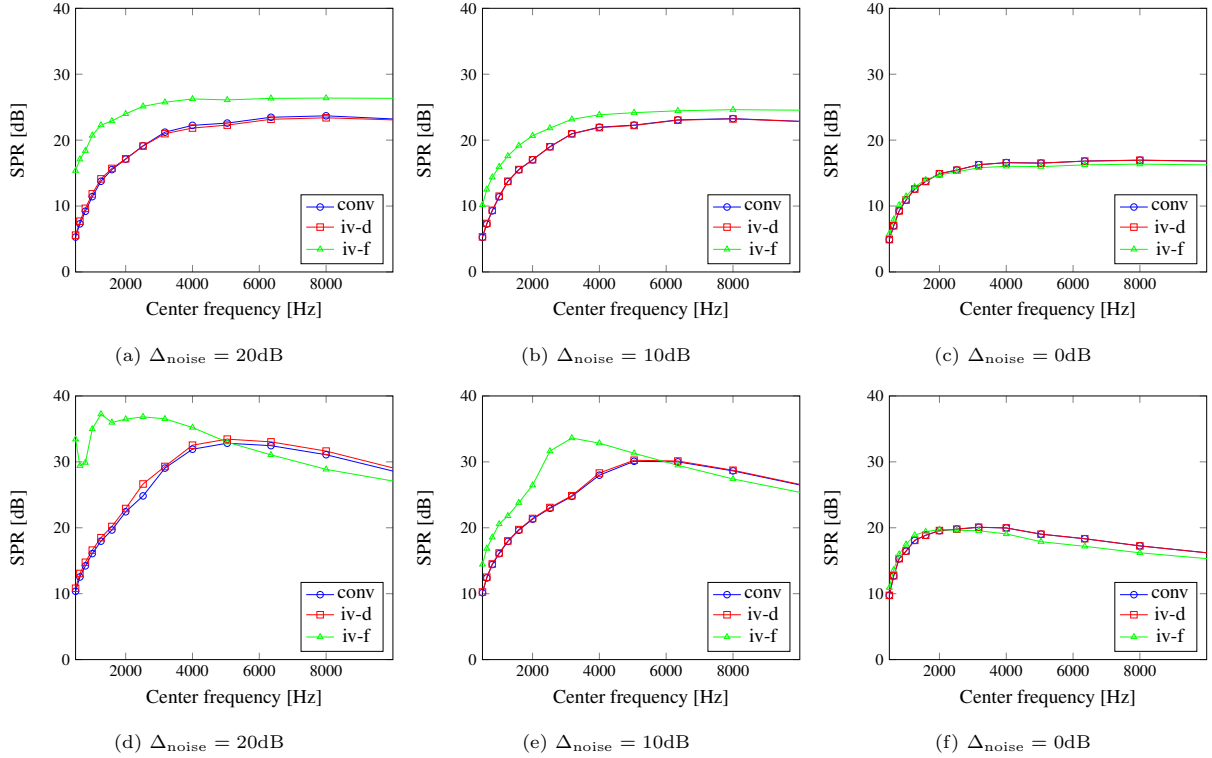 40
30
20
10
0
SPR [dB]
2000 4000 6000 8000
Center frequency [Hz]
conv
iv-d
iv-f
(a) Δnoise = 20dB
40
30
20
10
0
SPR [dB]
2000 4000 6000 8000
Center frequency [Hz]
conv
iv-d
iv-f
(b) Δnoise = 10dB
40
30
20
10
0
SPR [dB]
2000 4000 6000 8000
Center frequency [Hz]
conv
iv-d
iv-f
(c) Δnoise = 0dB
40
30
20
10
0
SPR [dB]
2000 4000 6000 8000
Center frequency [Hz]
conv
iv-d
iv-f
(d) Δnoise = 20dB
40
30
20
10
0
SPR [dB]
2000 4000 6000 8000
Center frequency [Hz]
conv
iv-d
iv-f
(e) Δnoise = 10dB
40
30
20
10
0
SPR [dB]
2000 4000 6000 8000
Center frequency [Hz]
conv
iv-d
iv-f
(f) Δnoise = 0dB